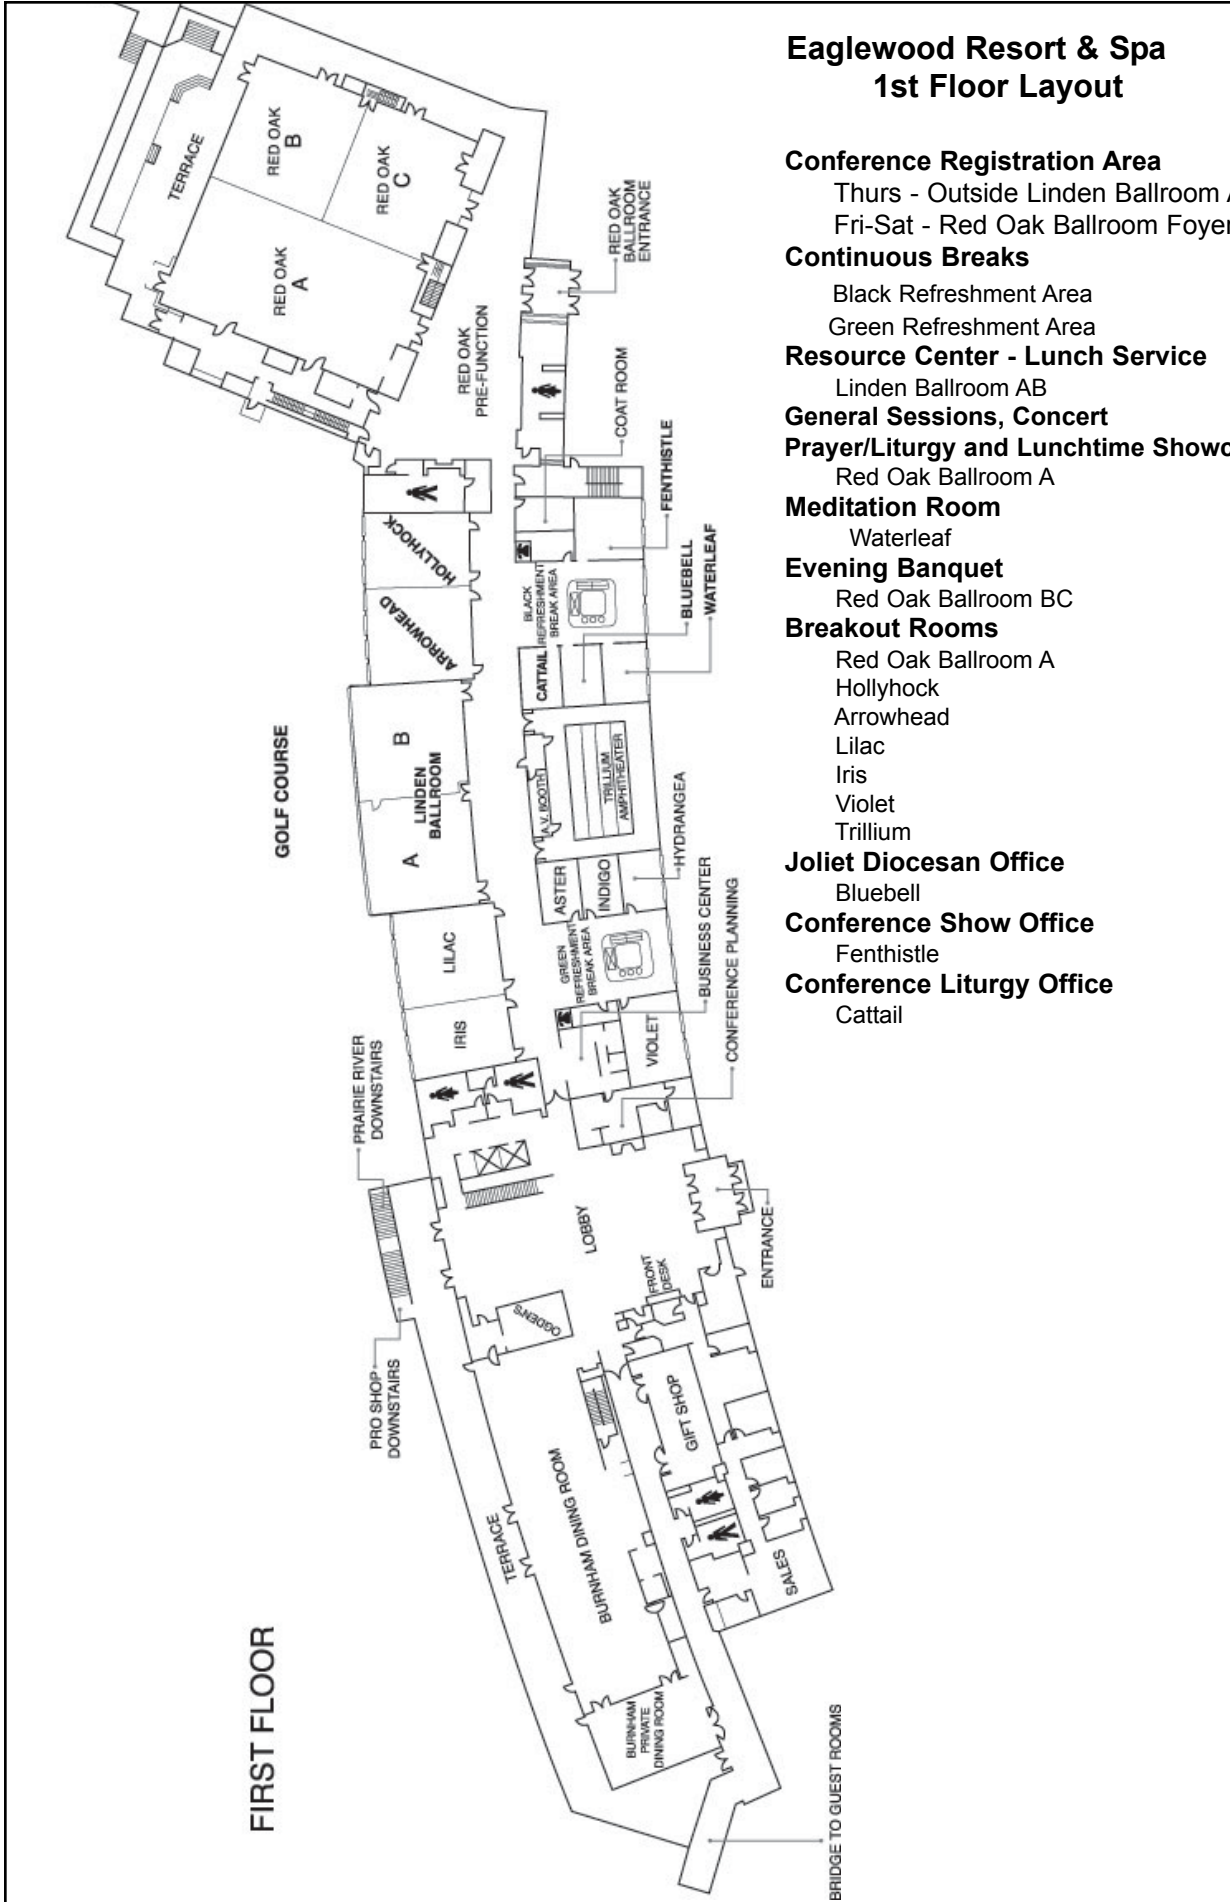 Eaglewood Resort & Spa
1st Floor Layout
Conference Registration Area
Thurs - Outside Linden Ballroom
Fri-Sat - Red Oak Ballroom Foyer
Continuous Breaks
Black Refreshment Area
Green Refreshment Area
Resource Center - Lunch Service
Linden Ballroom AB
General Sessions, Concert
Prayer/Liturgy and Lunchtime
Red Oak Ballroom A
Meditation Room
Waterleaf
Evening Banquet
Red Oak Ballroom BC
Breakout Rooms
Red Oak Ballroom A
Hollyhock
Arrowhead
Lilac
Iris
Violet
Trillium
Joliet Diocesan Office
Bluebell
Conference Show Office
Fenthistle
Conference Liturgy Office
Cattail
FIRST FLOOR
GOLF COURSE
TERRACE
RED OAK
B
RED OAK
C
RED OAK
A
RED OAK
BALLROOM
ENTRANCE
RED OAK
PRE-FUNCTION
COAT ROOM
FENTHISTLE
HOLLYHOCK
ARROWHEAD
BLACK
REFRESHMENT
BREAK AREA
CATTAIL
BLUEBELL
WATERLEAF
B
LINDEN
BALLROOM
A
A.V. BOOTH
TRILLIUM
AMPHITHEATER
HYDRANGEA
INDIGO
ASTER
LILAC
IRIS
GREEN
REFRESHMENT
BREAK AREA
BUSINESS CENTER
VIOLET
CONFERENCE PLANNING
PRAIRIE RIVER
DOWNSTAIRS
LOBBY
ENTRANCE
FRONT
DESK
OGDEN'S
PRO SHOP
DOWNSTAIRS
GIFT SHOP
BURNHAM DINING ROOM
TERRACE
SALES
BURNHAM
PRIVATE
DINING ROOM
BRIDGE TO GUEST ROOMS